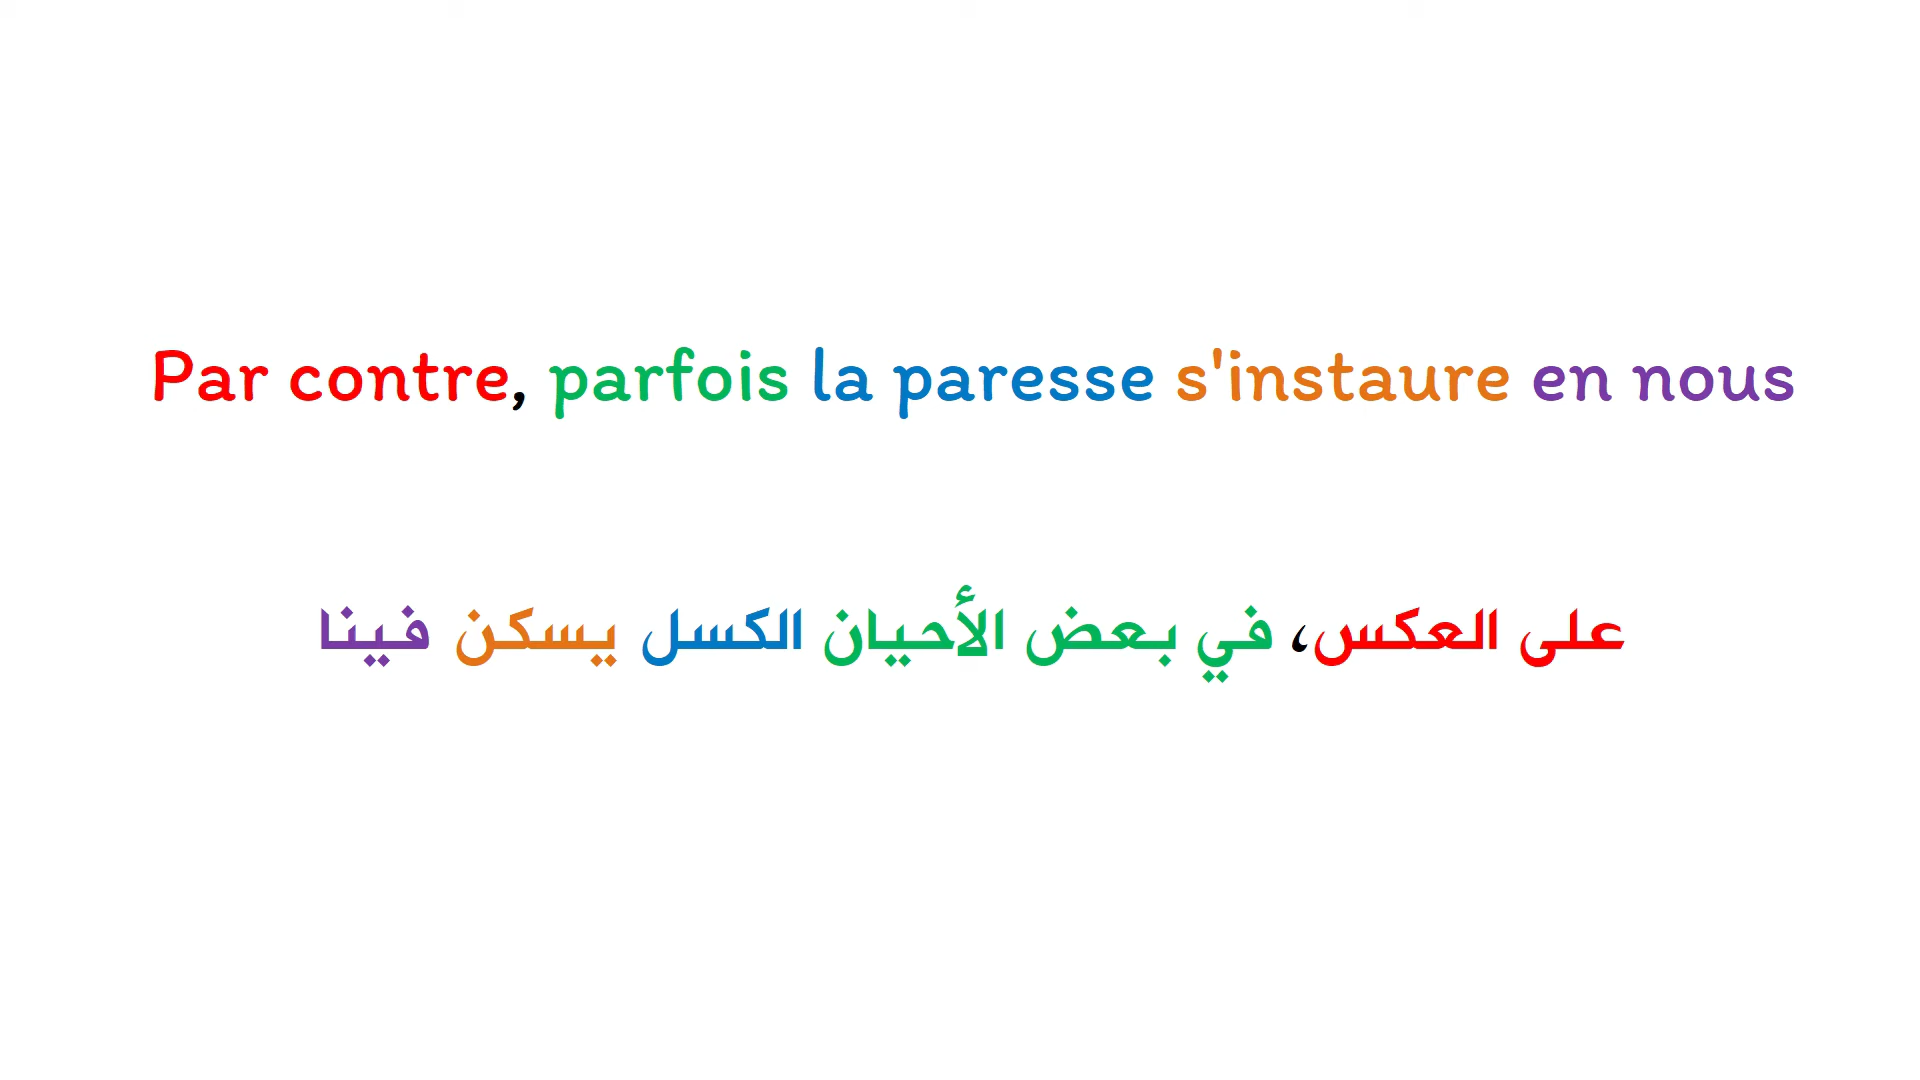 Par contre, parfois la paresse s'instaure en nous
على العكس، في بعض الأحيان الكسل يسكن فينا